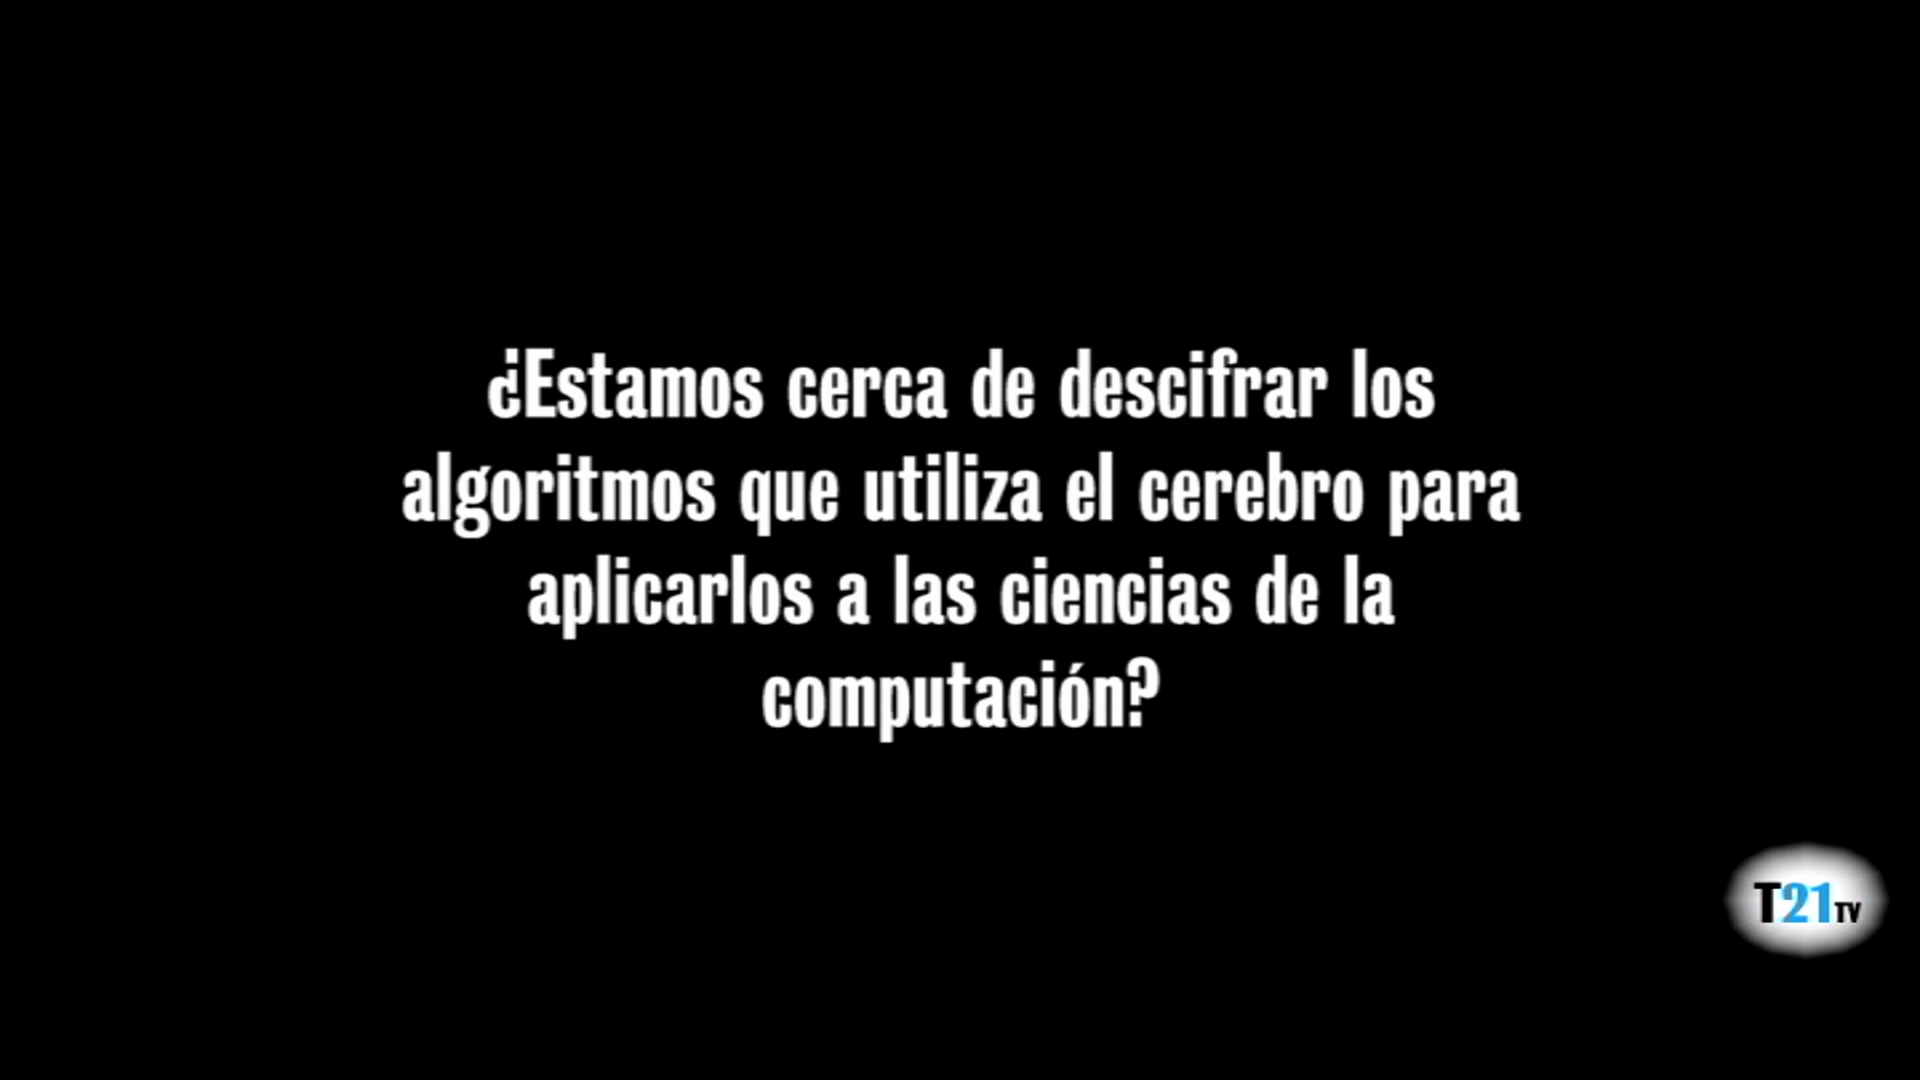 ¿Estamos cerca de descifrar los
algoritmos que utiliza el cerebro para
aplicarlos a las ciencias de la
computación?
T21TV